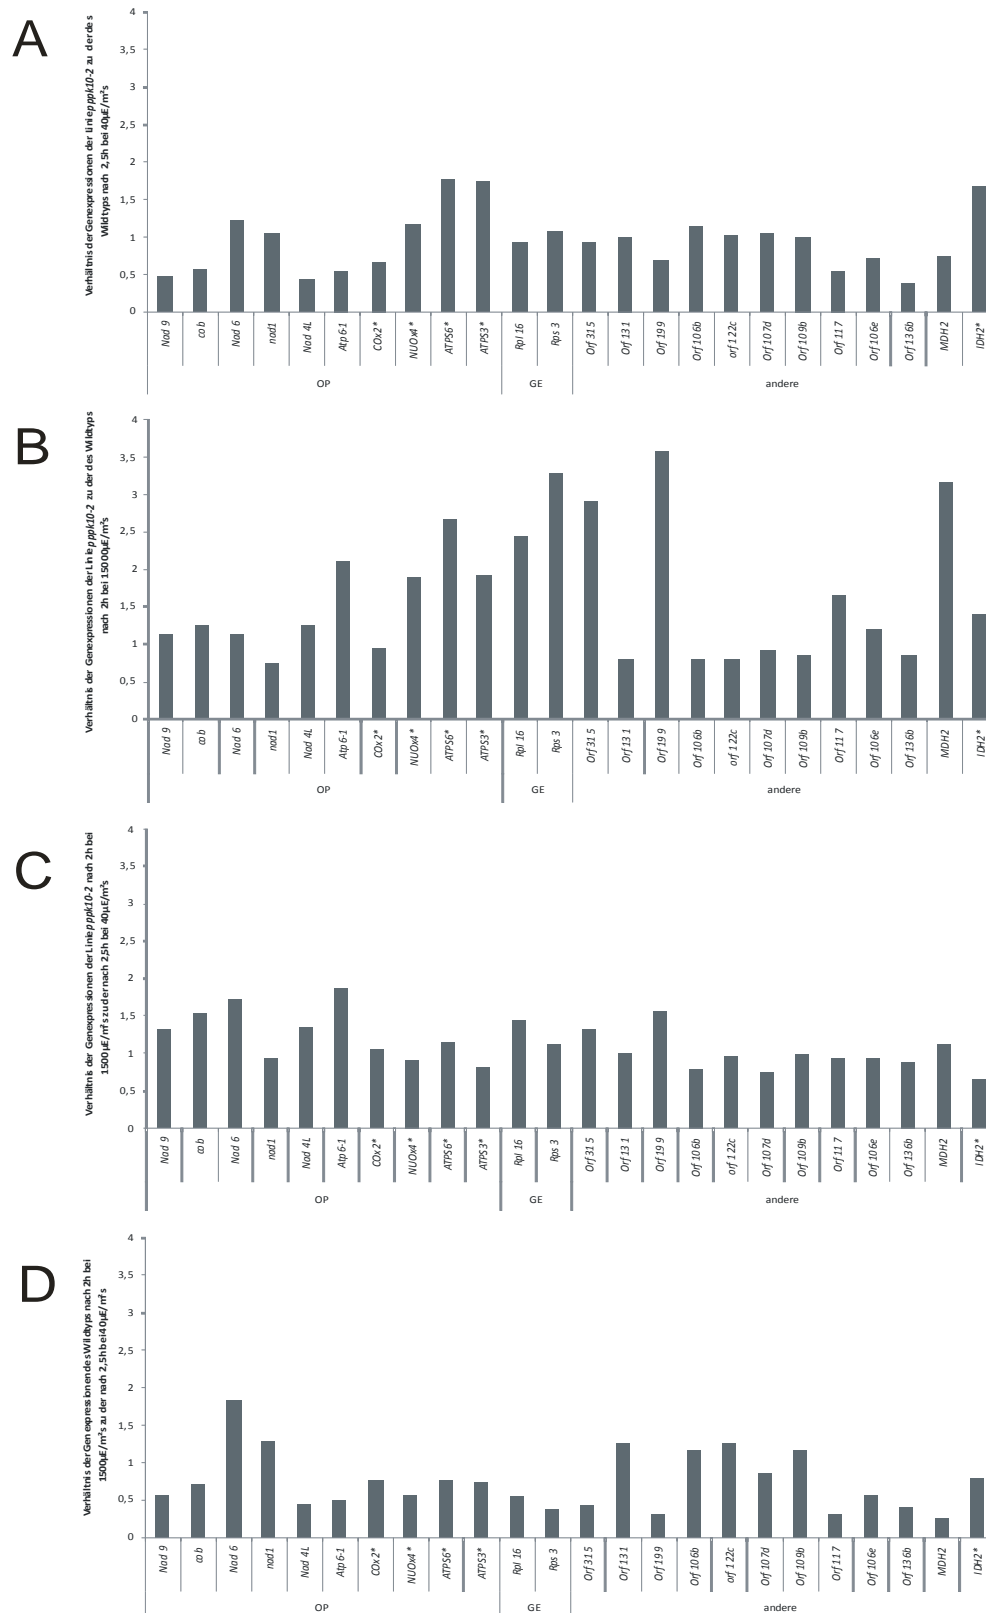 A
Verhältnis der Genexpressionen der linie pppk10-2 zu der des
Wildtyps nach 2,5h bei 40µE/m²s
4
3,5
3
2,5
2
1,5
1
0,5
0
Nad 9 cob Nad 6 nad1 Nad 4L Atp 6-1 COx2* NUOx4* ATPS6* ATPS3* Rpl 16 Rps 3 Orf 315 Orf 131 Orf 199 Orf 106b orf 122c Orf 107d Orf 109b Orf 117 Orf 106e Orf 136b MDH2 IDH2*
OP GE andere
B
Verhältnis der Genexpressionen der Linie pppk10-2 zu der des Wildtyps
nach 2h bei 15000µE/m²s
4
3,5
3
2,5
2
1,5
1
0,5
0
Nad 9 cob Nad 6 nad1 Nad 4L Atp 6-1 COx2* NUOx4* ATPS6* ATPS3* Rpl 16 Rps 3 Orf 315 Orf 131 Orf 199 Orf 106b orf 122c Orf 107d Orf 109b Orf 117 Orf 106e Orf 136b MDH2 IDH2*
OP GE andere
C
Verhältnis der Genexpressionen der Linie pppk10-2 nach 2h bei
1500µE/m²s zu der nach 2,5h bei 40µE/m²s
4
3,5
3
2,5
2
1,5
1
0,5
0
Nad 9 cob Nad 6 nad1 Nad 4L Atp 6-1 COx2* NUOx4* ATPS6* ATPS3* Rpl 16 Rps 3 Orf 315 Orf 131 Orf 199 Orf 106b orf 122c Orf 107d Orf 109b Orf 117 Orf 106e Orf 136b MDH2 IDH2*
OP GE andere
D
Verhältnis der Genexpressionen des Wildtyps nach 2h bei
1500µE/m²s zu der nach 2,5h bei 40µE/m²s
4
3,5
3
2,5
2
1,5
1
0,5
0
Nad 9 cob Nad 6 nad1 Nad 4L Atp 6-1 COx2* NUOx4* ATPS6* ATPS3* Rpl 16 Rps 3 Orf 315 Orf 131 Orf 199 Orf 106b orf 122c Orf 107d Orf 109b Orf 117 Orf 106e Orf 136b MDH2 IDH2*
OP GE andere